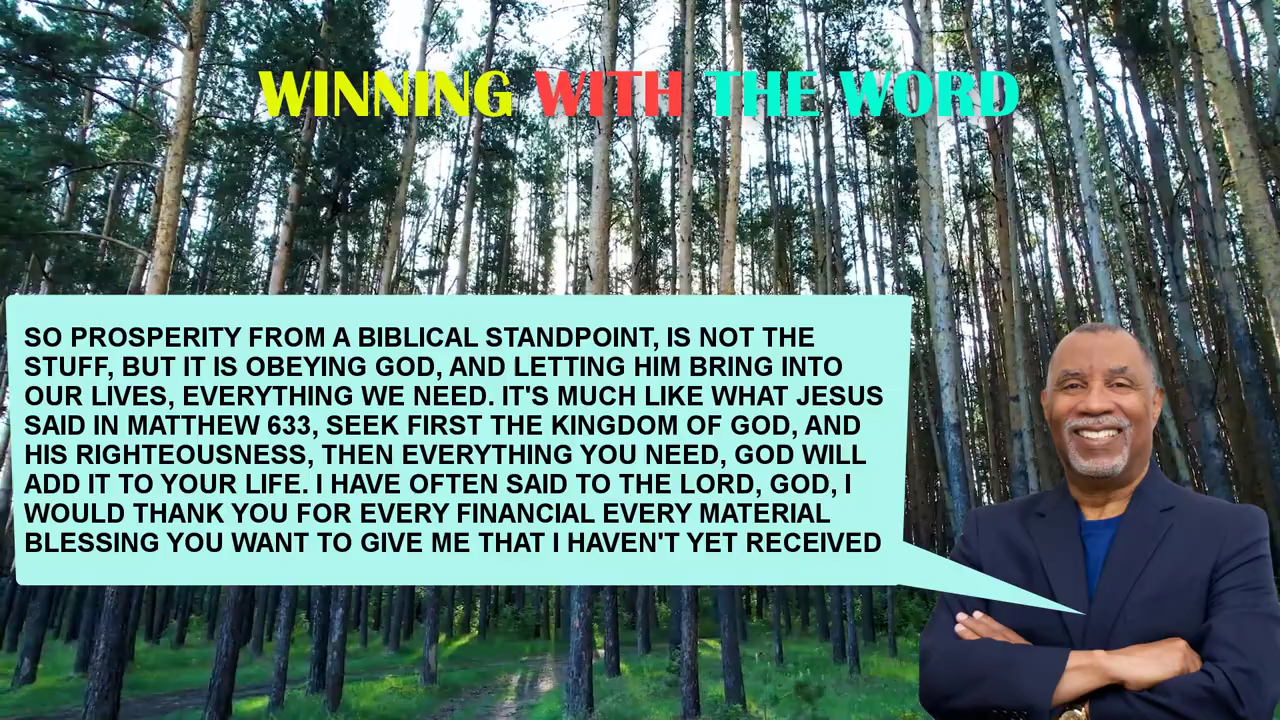 WINNING WITH THE WORD
SO PROSPERITY FROM A BIBLICAL STANDPOINT, IS NOT THE
STUFF, BUT IT IS OBEYING GOD, AND LETTING HIM BRING INTO
OUR LIVES, EVERYTHING WE NEED. IT'S MUCH LIKE WHAT JESUS
SAID IN MATTHEW 633, SEEK FIRST THE KINGDOM OF GOD, AND
HIS RIGHTEOUSNESS, THEN EVERYTHING YOU NEED, GOD WILL
ADD IT TO YOUR LIFE. I HAVE OFTEN SAID TO THE LORD, GOD, I
WOULD THANK YOU FOR EVERY FINANCIAL EVERY MATERIAL
BLESSING YOU WANT TO GIVE ME THAT I HAVEN'T YET RECEIVED